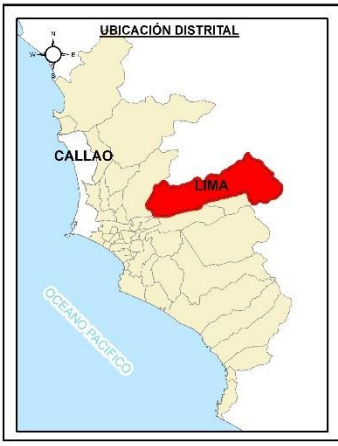 UBICACIÓN DISTRITAL
N
W
E
S
CALLAO
LIMA
OCEANO PACIFICO